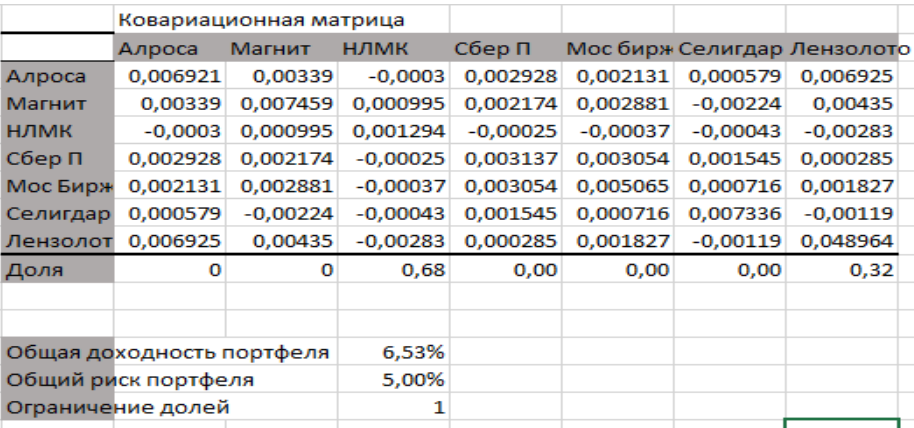 Ковариационная матрица
Алроса Магнит НЛМК Сбер П Мос бирж Селигдар Лензолото
Алроса 0,006921 0,00339 -0,0003 0,002928 0,002131 0,000579 0,006925
Магнит 0,00339 0,007459 0,000995 0,002174 0,002881 -0,00224 0,00435
НЛМК -0,0003 0,000995 0,001294 -0,00025 -0,00037 -0,00043 -0,00283
Сбер П 0,002928 0,002174 -0,00025 0,003137 0,003054 0,001545 0,000285
Мос Бирж 0,002131 0,002881 -0,00037 0,003054 0,005065 0,000716 0,001827
Селигдар 0,000579 -0,00224 -0,00043 0,001545 0,000716 0,007336 -0,00119
Лензолот 0,006925 0,00435 -0,00283 0,000285 0,001827 -0,00119 0,048964
Доля 0 0 0,68 0,00 0,00 0,00 0,32
Общая доходность портфеля 6,53%
Общий риск портфеля 5,00%
Ограничение долей 1